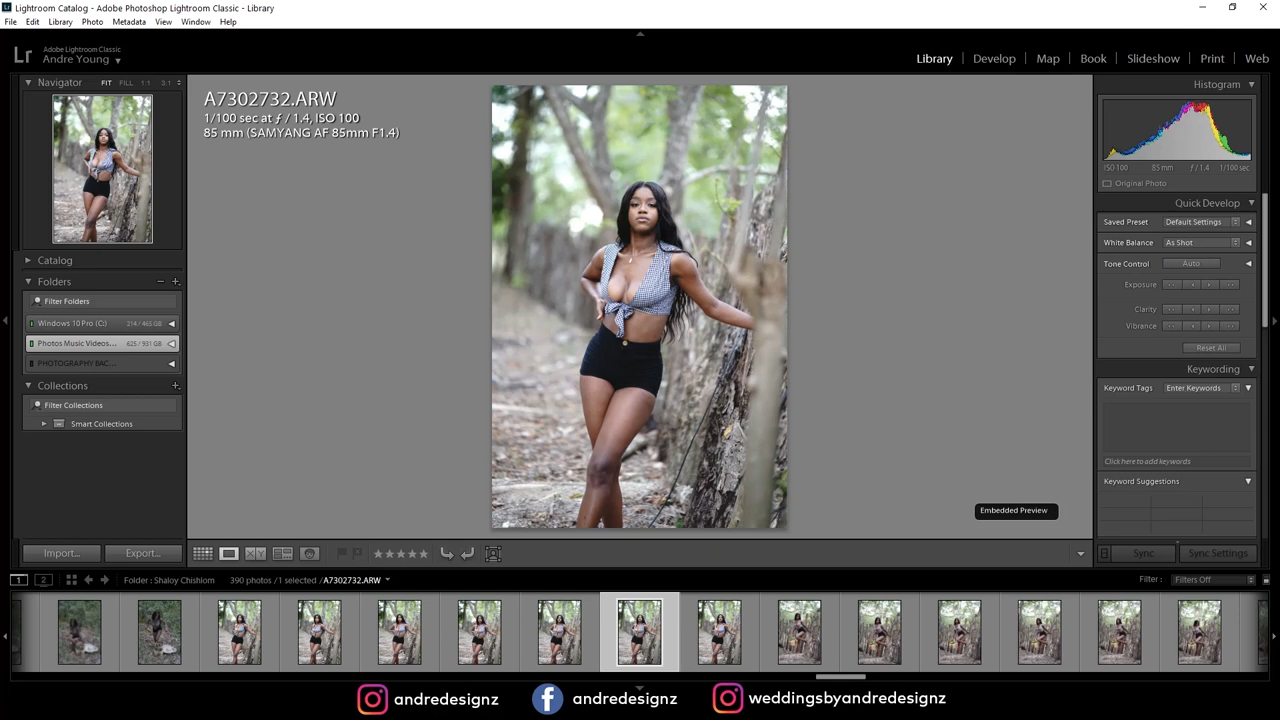 Lightroom Catalog - Adobe Photoshop Lightroom Classic - Library
File Edit Library Photo Metadata View Window Help
Lr Adobe Lightroom Classic
Andre Young
Library | Develop | Map | Book | Slideshow | Print | Web
Navigator FIT FILL 1:1 3:1
A7302732.ARW
1/100 sec at ƒ / 1.4, ISO 100
85 mm (SAMYANG AF 85mm F1.4)
Histogram
ISO 100 85 mm ƒ / 1.4 1/100 sec
Original Photo
Quick Develop
Saved Preset Default Settings
White Balance As Shot
Tone Control Auto
Exposure
Clarity
Vibrance
Reset All
Keywording
Keyword Tags Enter Keywords
Click here to add keywords
Keyword Suggestions
Catalog
Folders
Filter Folders
Windows 10 Pro (C:) 214 / 465 GB
Photos Music Videos... 625 / 931 GB
PHOTOGRAPHY BAC...
Collections
Filter Collections
Smart Collections
Embedded Preview
Import... Export...
XY
Sync Sync Settings
1 2 Folder : Shaloy Chishlom 390 photos / 1 selected / A7302732.ARW Filter : Filters Off
andredesignz andredesignz weddingsbyandredesignz